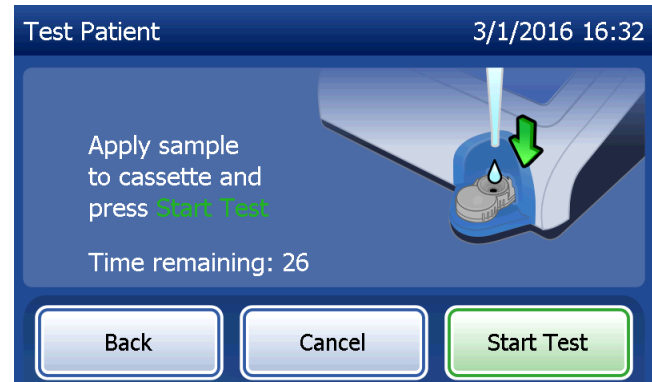 Test Patient 3/1/2016 16:32
Apply sample
to cassette and
press Start Test
Time remaining: 26
Back Cancel Start Test